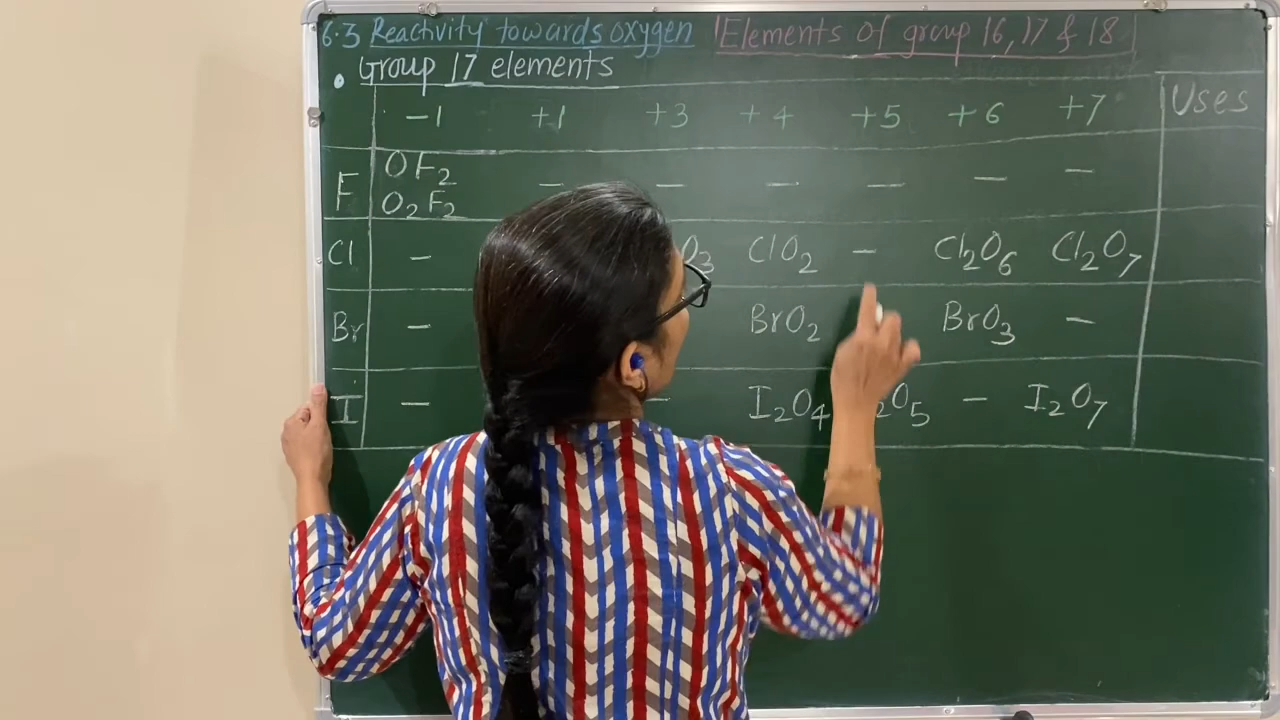 6.3 Reactivity towards oxygen Elements of group 16, 17 & 18
• Group 17 elements
-1 +1 +3 +4 +5 +6 +7 Uses
F OF₂ - - - - - -
O₂F₂
Cl - O₃ ClO₂ - Cl₂O₆ Cl₂O₇
Br - BrO₂ BrO₃ -
I - - I₂O₄ ₂O₅ - I₂O₇